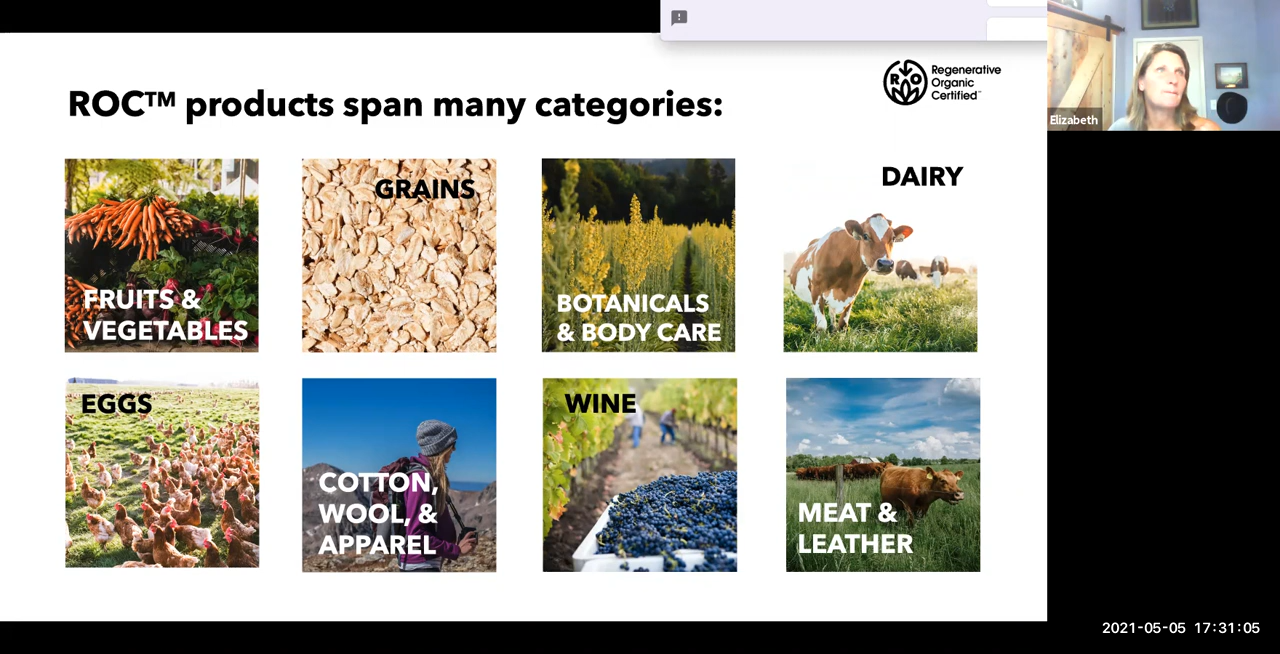 ROC™ products span many categories:
Regenerative
Organic
Certified™
Elizabeth
FRUITS &
VEGETABLES
GRAINS
BOTANICALS
& BODY CARE
DAIRY
EGGS
COTTON,
WOOL, &
APPAREL
WINE
MEAT &
LEATHER
2021-05-05 17:31:05